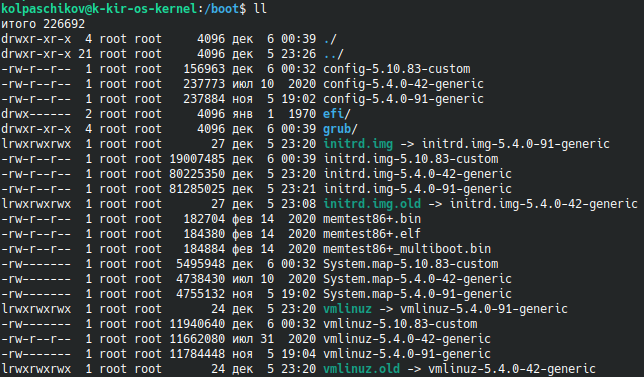 kolpaschikov@k-kir-os-kernel:/boot$ ll
итого 226692
drwxr-xr-x  4 root root     4096 дек  6 00:39 ./
drwxr-xr-x 21 root root     4096 дек  5 23:26 ../
-rw-r--r--  1 root root   156963 дек  6 00:32 config-5.10.83-custom
-rw-r--r--  1 root root   237773 июл 10  2020 config-5.4.0-42-generic
-rw-r--r--  1 root root   237884 ноя  5 19:02 config-5.4.0-91-generic
drwx------  2 root root     4096 янв  1  1970 efi/
drwxr-xr-x  4 root root     4096 дек  6 00:39 grub/
lrwxrwxrwx  1 root root       27 дек  5 23:20 initrd.img -> initrd.img-5.4.0-91-generic
-rw-r--r--  1 root root 19007485 дек  6 00:39 initrd.img-5.10.83-custom
-rw-r--r--  1 root root 80225350 дек  5 23:20 initrd.img-5.4.0-42-generic
-rw-r--r--  1 root root 81285025 дек  5 23:21 initrd.img-5.4.0-91-generic
lrwxrwxrwx  1 root root       27 дек  5 23:08 initrd.img.old -> initrd.img-5.4.0-42-generic
-rw-r--r--  1 root root   182704 фев 14  2020 memtest86+.bin
-rw-r--r--  1 root root   184380 фев 14  2020 memtest86+.elf
-rw-r--r--  1 root root   184884 фев 14  2020 memtest86+_multiboot.bin
-rw-------  1 root root  5495948 дек  6 00:32 System.map-5.10.83-custom
-rw-------  1 root root  4738430 июл 10  2020 System.map-5.4.0-42-generic
-rw-------  1 root root  4755132 ноя  5 19:02 System.map-5.4.0-91-generic
lrwxrwxrwx  1 root root       24 дек  5 23:20 vmlinuz -> vmlinuz-5.4.0-91-generic
-rw-------  1 root root 11940640 дек  6 00:32 vmlinuz-5.10.83-custom
-rw-r--r--  1 root root 11662080 июл 31  2020 vmlinuz-5.4.0-42-generic
-rw-------  1 root root 11784448 ноя  5 19:04 vmlinuz-5.4.0-91-generic
lrwxrwxrwx  1 root root       24 дек  5 23:20 vmlinuz.old -> vmlinuz-5.4.0-42-generic